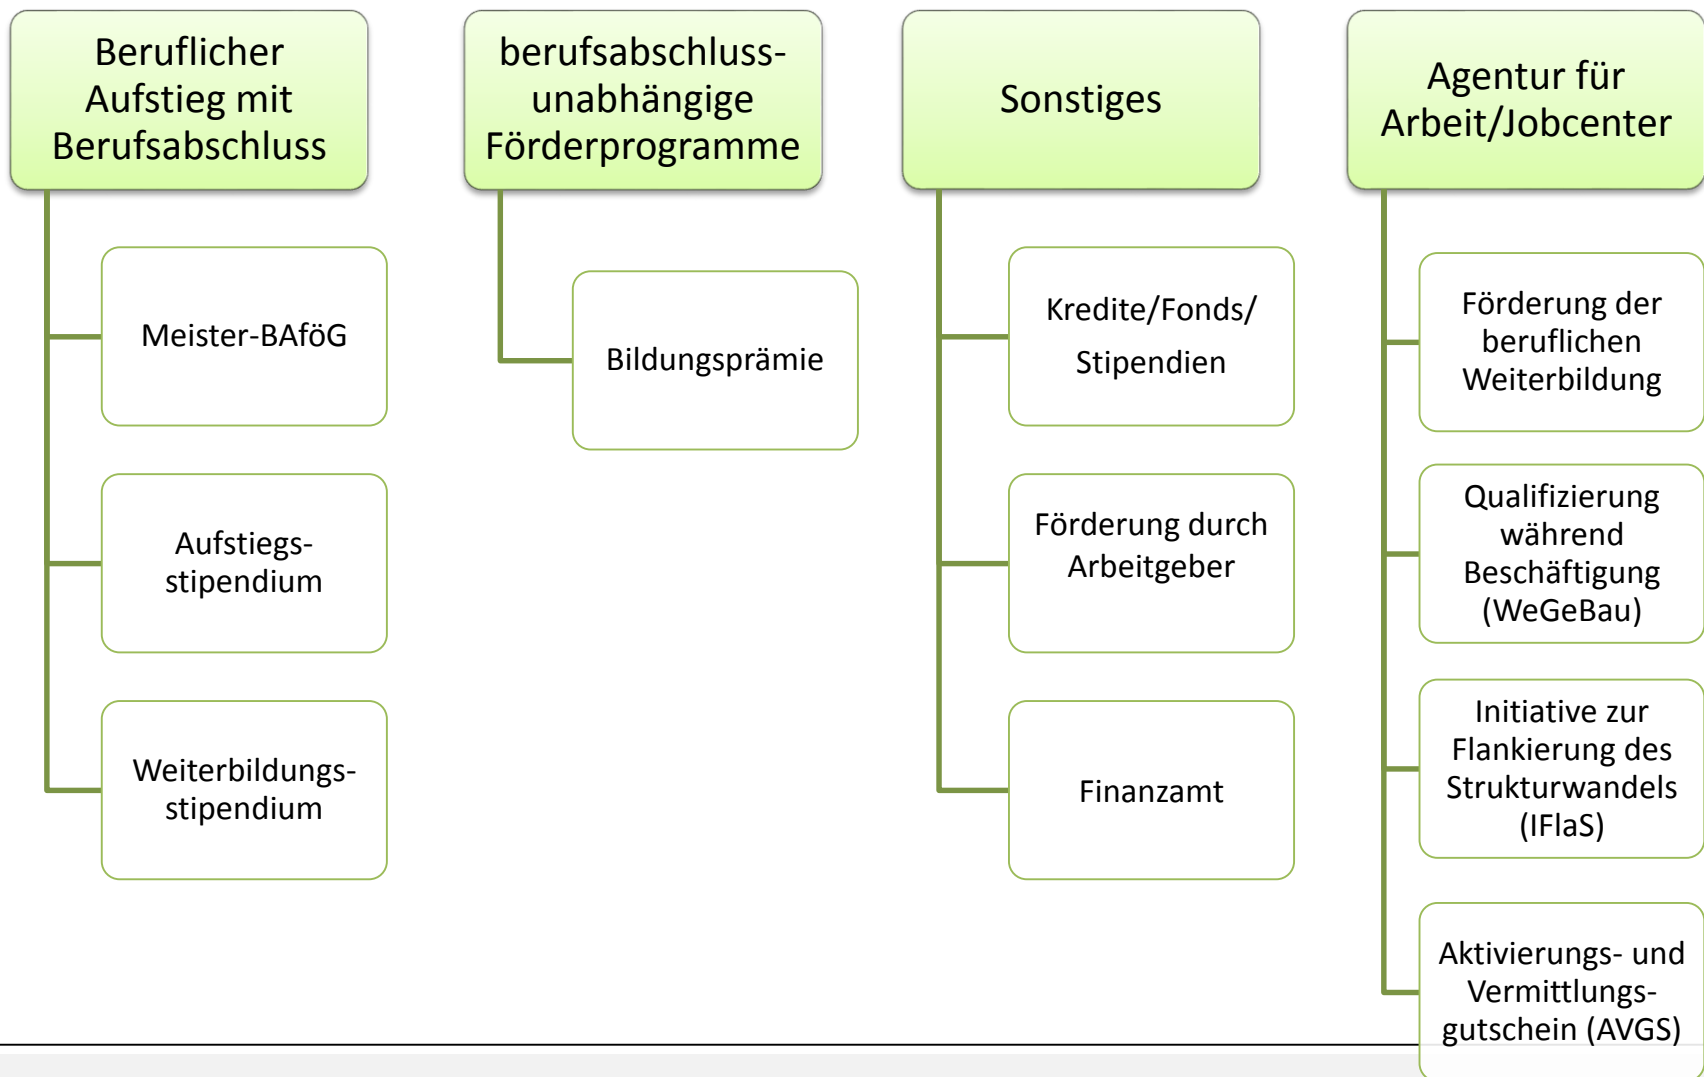 Beruflicher
Aufstieg mit
Berufsabschluss
Meister-BAföG
Aufstiegs-
stipendium
Weiterbildungs-
stipendium
berufsabschluss-
unabhängige
Förderprogramme
Bildungsprämie
Sonstiges
Kredite/Fonds/
Stipendien
Förderung durch
Arbeitgeber
Finanzamt
Agentur für
Arbeit/Jobcenter
Förderung der
beruflichen
Weiterbildung
Qualifizierung
während
Beschäftigung
(WeGeBau)
Initiative zur
Flankierung des
Strukturwandels
(IFlaS)
Aktivierungs- und
Vermittlungs-
gutschein (AVGS)